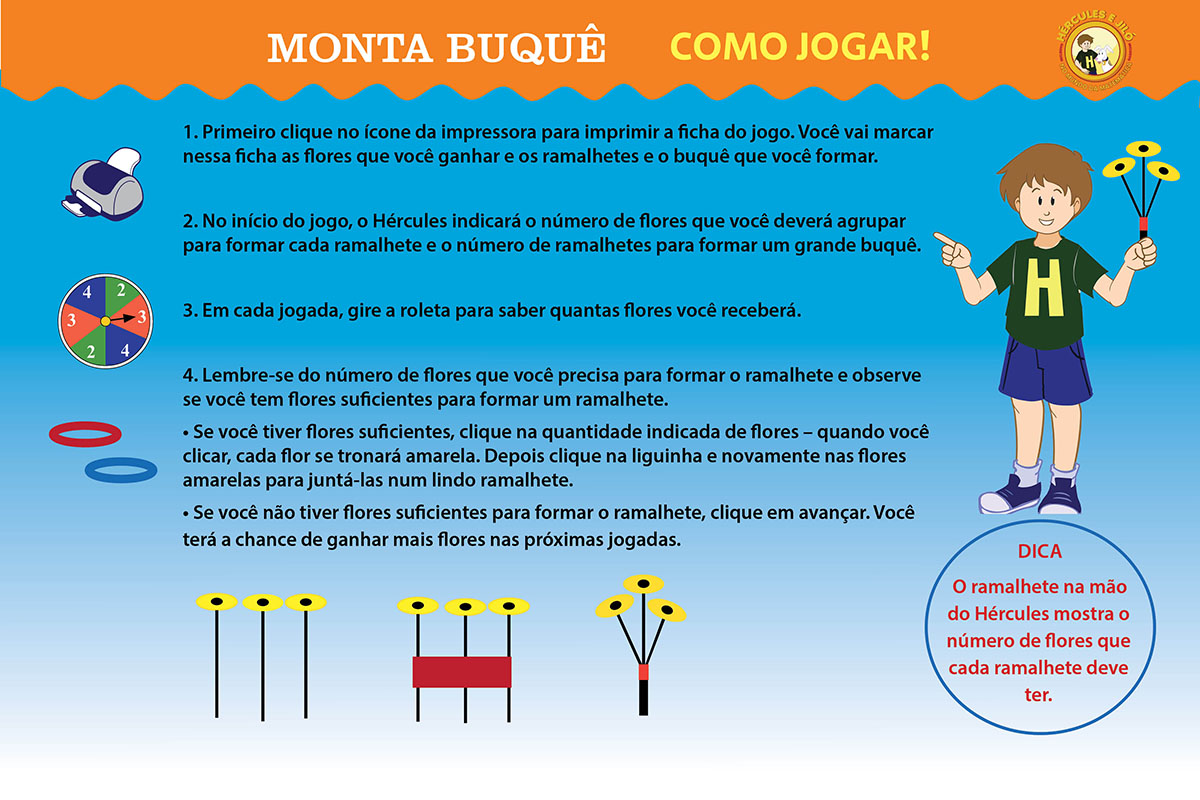 MONTA BUQUÊ COMO JOGAR!
HÉRCULES E JILÓ
1. Primeiro clique no ícone da impressora para imprimir a ficha do jogo. Você vai marcar
nessa ficha as flores que você ganhar e os ramalhetes e o buquê que você formar.
2. No início do jogo, o Hércules indicará o número de flores que você deverá agrupar
para formar cada ramalhete e o número de ramalhetes para formar um grande buquê.
4 2
3 3
2 4
3. Em cada jogada, gire a roleta para saber quantas flores você receberá.
H
4. Lembre-se do número de flores que você precisa para formar o ramalhete e observe
se você tem flores suficientes para formar um ramalhete.
• Se você tiver flores suficientes, clique na quantidade indicada de flores – quando você
clicar, cada flor se tronará amarela. Depois clique na liguinha e novamente nas flores
amarelas para juntá-las num lindo ramalhete.
• Se você não tiver flores suficientes para formar o ramalhete, clique em avançar. Você
terá a chance de ganhar mais flores nas próximas jogadas.
DICA
O ramalhete na mão
do Hércules mostra o
número de flores que
cada ramalhete deve
ter.